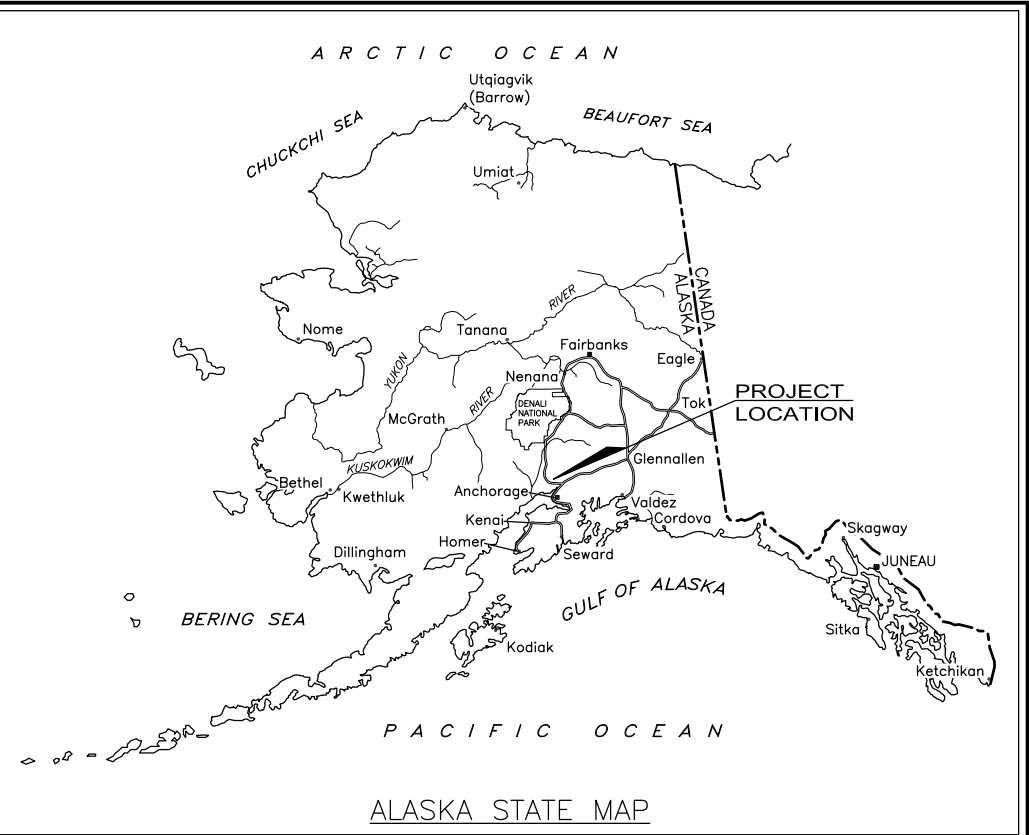 ARCTIC OCEAN
Utqiagvik
(Barrow)
CHUCKCHI SEA
BEAUFORT SEA
Umiat
CANADA
ALASKA
RIVER
Nome
Tanana
Fairbanks
Eagle
YUKON
Nenana
RIVER
PROJECT
LOCATION
DENALI
NATIONAL
PARK
Tok
McGrath
KUSKOKWIM
Glennallen
Bethel
Kwethluk
Anchorage
Valdez
Cordova
Kenai
Skagway
Homer
Seward
JUNEAU
Dillingham
GULF OF ALASKA
BERING SEA
Sitka
Kodiak
Ketchikan
PACIFIC OCEAN
ALASKA STATE MAP